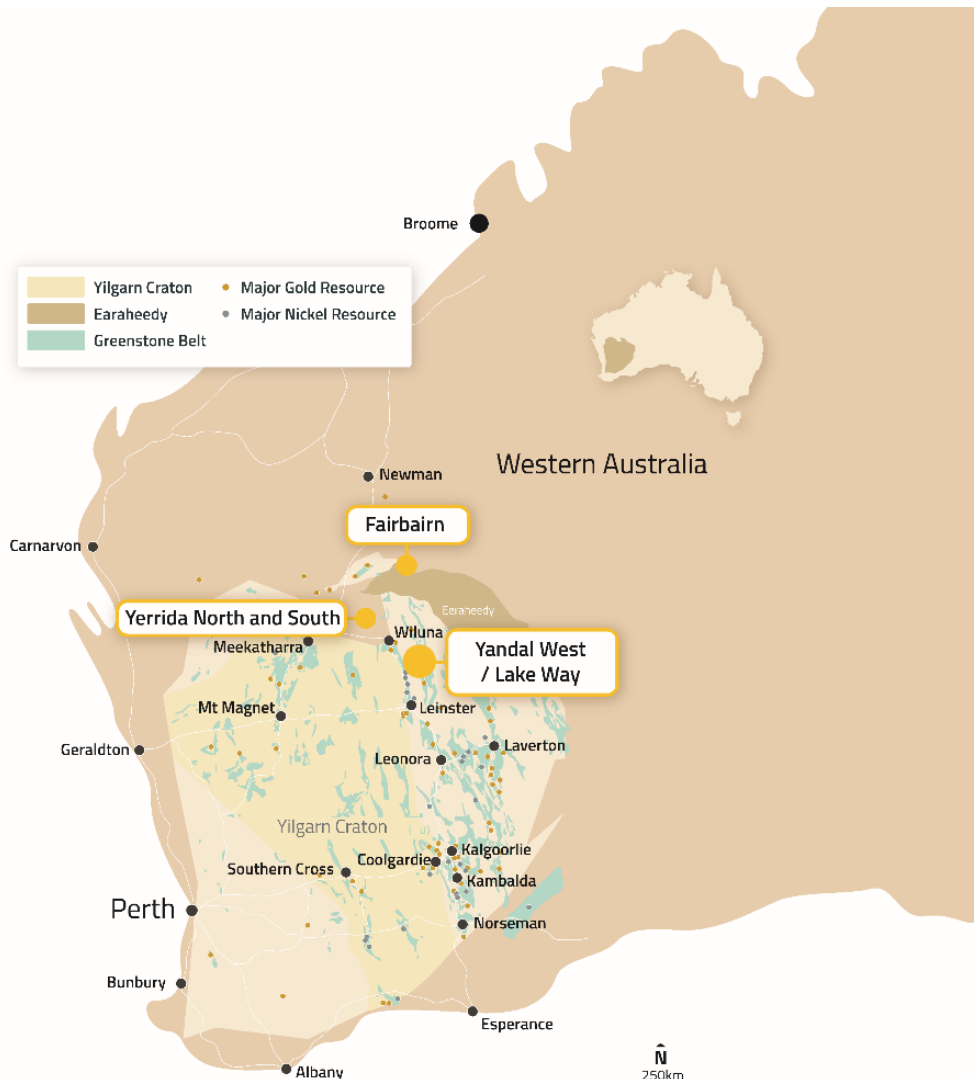 Broome
Yilgarn Craton
Major Gold Resource
Earaheedy
Major Nickel Resource
Greenstone Belt
Western Australia
Newman
Fairbairn
Carnarvon
Eeraheedy
Yerrida North and South
Wiluna
Meekatharra
Yandal West
/ Lake Way
Mt Magnet
Leinster
Geraldton
Laverton
Leonora
Yilgarn Craton
Kalgoorlie
Coolgardie
Southern Cross
Kambalda
Perth
Norseman
Bunbury
Esperance
N
250km
Albany